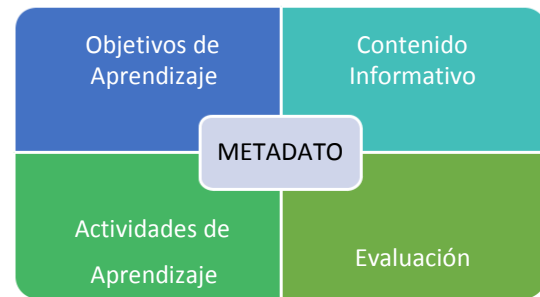 Objetivos de
Aprendizaje
Contenido
Informativo
METADATO
Actividades de
Aprendizaje
Evaluación